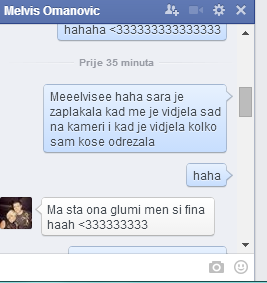 Melvis Omanovic
hahaha <333333333333333
Prije 35 minuta
Meeelvisee haha sara je
zaplakala kad me je vidjela sad
na kameri i kad je vidjela kolko
sam kose odrezala
haha
Ma sta ona glumi men si fina
haah <333333333